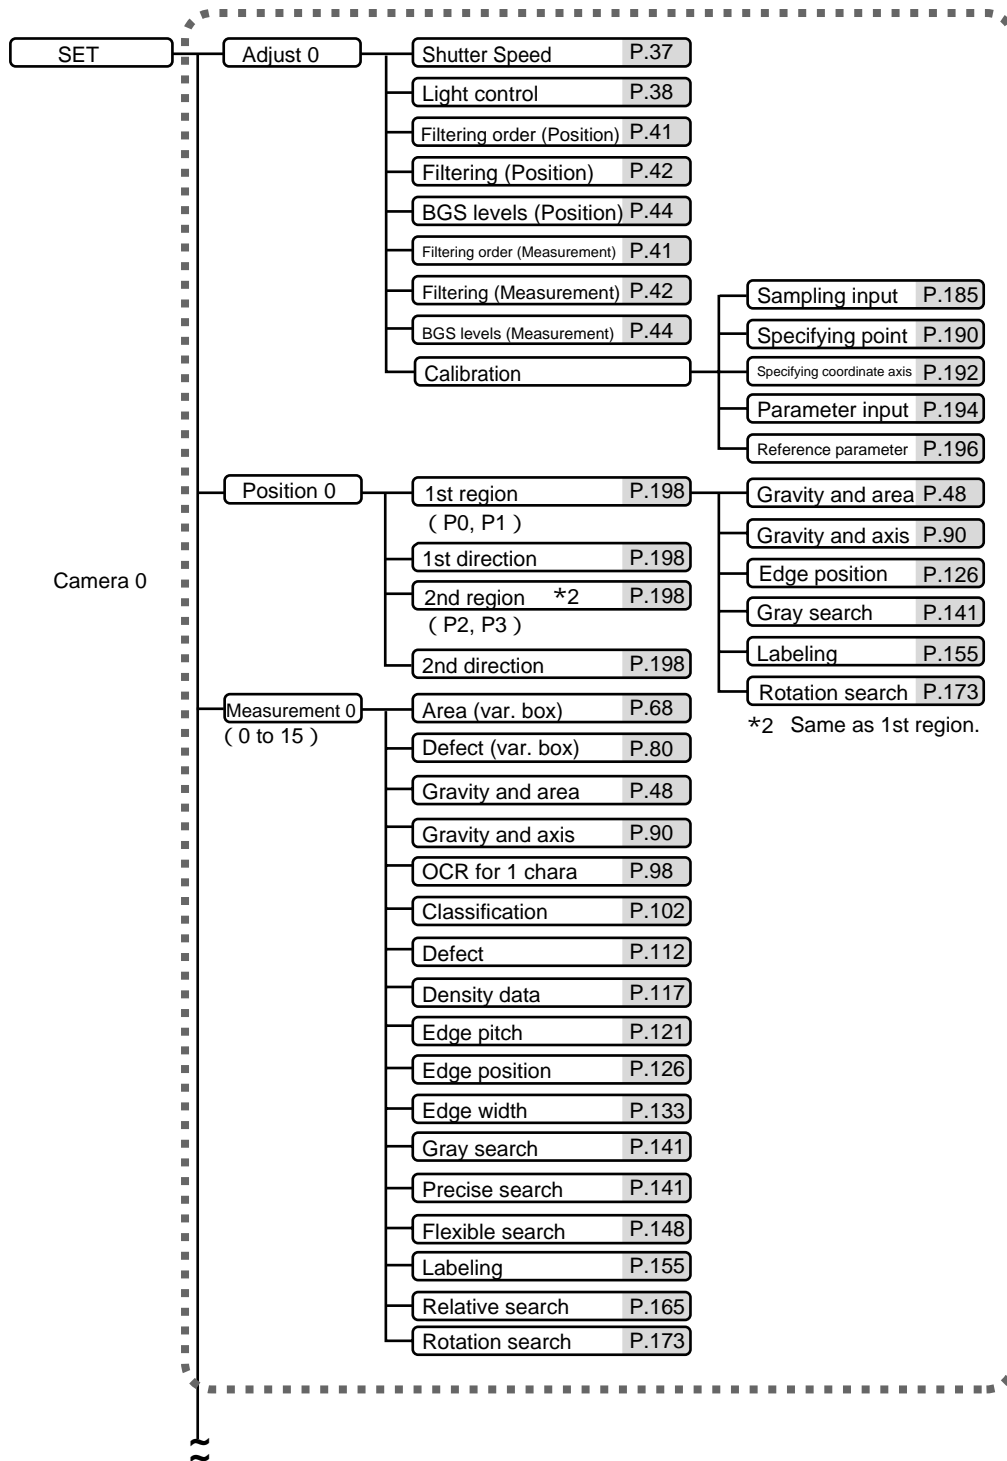 SET
Adjust 0
Shutter Speed P.37
Light control P.38
Filtering order (Position) P.41
Filtering (Position) P.42
BGS levels (Position) P.44
Filtering order (Measurement) P.41
Filtering (Measurement) P.42
BGS levels (Measurement) P.44
Calibration
Sampling input P.185
Specifying point P.190
Specifying coordinate axis P.192
Parameter input P.194
Reference parameter P.196
Camera 0
Position 0
1st region P.198
( P0, P1 )
1st direction P.198
2nd region *2 P.198
( P2, P3 )
2nd direction P.198
Gravity and area P.48
Gravity and axis P.90
Edge position P.126
Gray search P.141
Labeling P.155
Rotation search P.173
*2 Same as 1st region.
Measurement 0
( 0 to 15 )
Area (var. box) P.68
Defect (var. box) P.80
Gravity and area P.48
Gravity and axis P.90
OCR for 1 chara P.98
Classification P.102
Defect P.112
Density data P.117
Edge pitch P.121
Edge position P.126
Edge width P.133
Gray search P.141
Precise search P.141
Flexible search P.148
Labeling P.155
Relative search P.165
Rotation search P.173